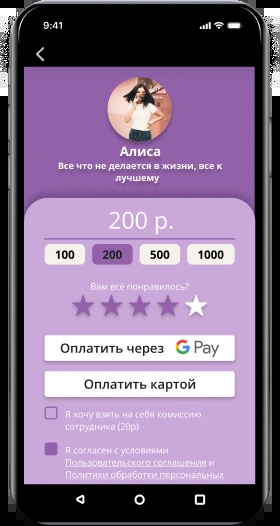 9:41
Алиса
Все что не делается в жизни, все к
лучшему
200 р.
100 200 500 1000
Вам всё понравилось?
Оплатить через G Pay
Оплатить картой
Я хочу взять на себя комиссию
сотрудника (20р)
Я согласен с условиями
Пользовательского соглашения и
Политики обработки персональных